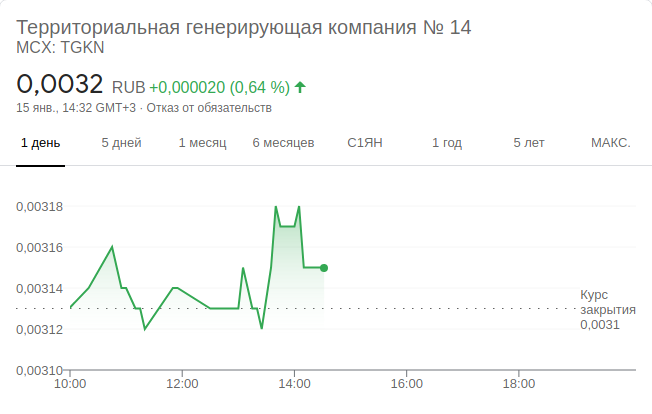 Территориальная генерирующая компания № 14
MCX: TGKN
0,0032 RUB +0,000020 (0,64 %)
15 янв., 14:32 GMT+3 · Отказ от обязательств
1 день 5 дней 1 месяц 6 месяцев С1ЯН 1 год 5 лет МАКС.
0,00318
0,00316
0,00314
0,00312
0,00310
Курс
закрытия
0,0031
10:00 12:00 14:00 16:00 18:00